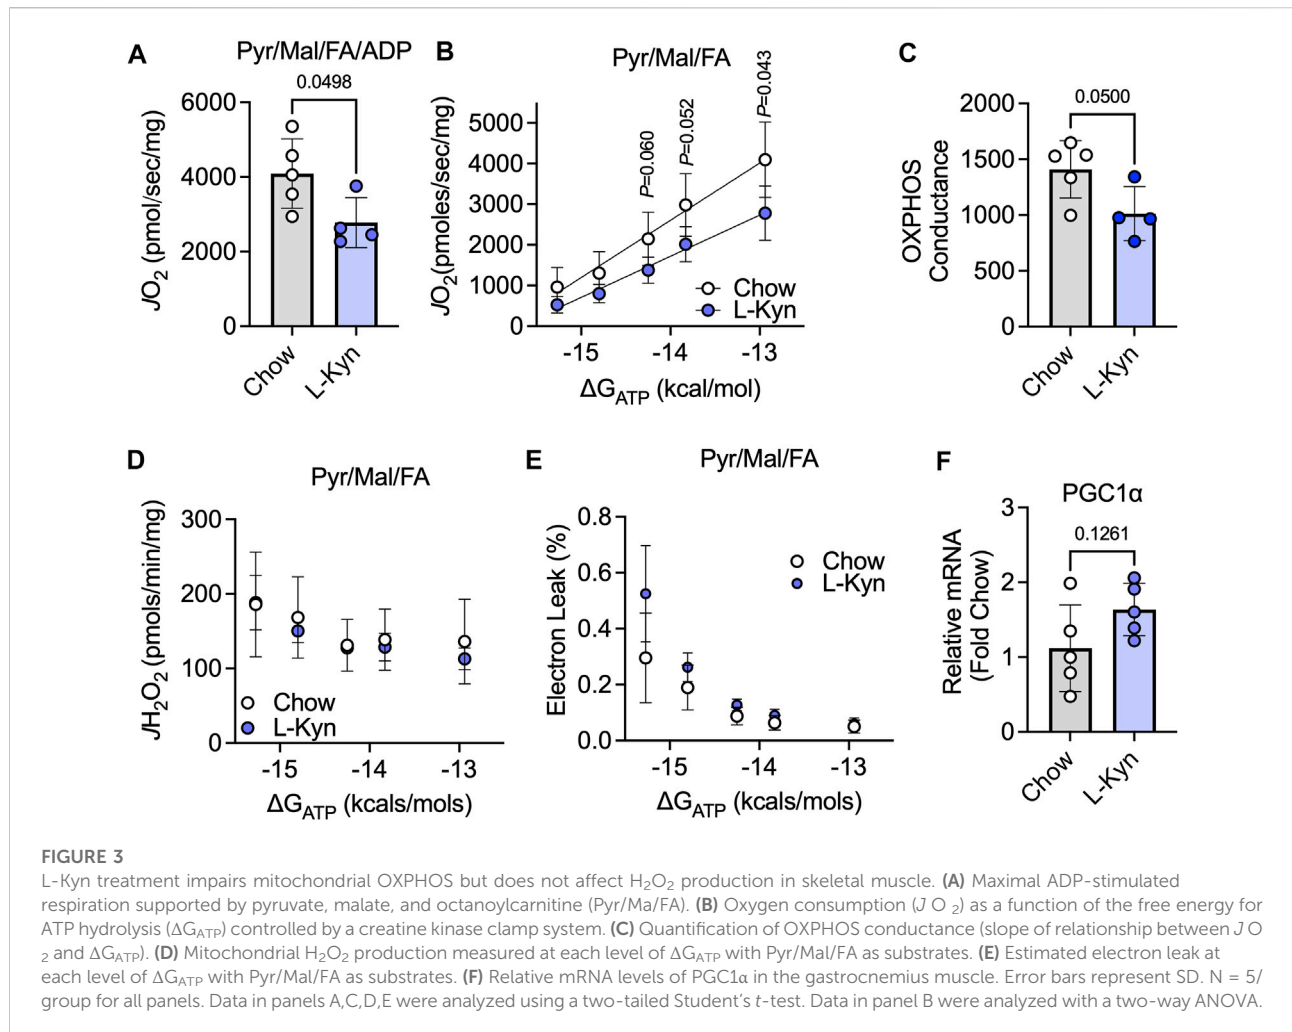 A
Pyr/Mal/FA/ADP
0.0498
JO2 (pmol/sec/mg)
6000
4000
2000
0
Chow
L-Kyn
B
Pyr/Mal/FA
P=0.060
P=0.052
P=0.043
JO2(pmoles/sec/mg)
5000
4000
3000
2000
1000
0
Chow
L-Kyn
-15
-14
-13
ΔGATP (kcal/mol)
C
0.0500
OXPHOS
Conductance
2000
1500
1000
500
0
Chow
L-Kyn
D
Pyr/Mal/FA
JH2O2 (pmols/min/mg)
300
200
100
0
Chow
L-Kyn
-15
-14
-13
ΔGATP (kcals/mols)
E
Pyr/Mal/FA
Electron Leak (%)
0.8
0.6
0.4
0.2
0.0
Chow
L-Kyn
-15
-14
-13
ΔGATP (kcals/mols)
F
PGC1α
0.1261
Relative mRNA
(Fold Chow)
3
2
1
0
Chow
L-Kyn
FIGURE 3
L-Kyn treatment impairs mitochondrial OXPHOS but does not affect H2O2 production in skeletal muscle. (A) Maximal ADP-stimulated
respiration supported by pyruvate, malate, and octanoylcarnitine (Pyr/Ma/FA). (B) Oxygen consumption (J O 2) as a function of the free energy for
ATP hydrolysis (ΔGATP) controlled by a creatine kinase clamp system. (C) Quantification of OXPHOS conductance (slope of relationship between J O
2 and ΔGATP). (D) Mitochondrial H2O2 production measured at each level of ΔGATP with Pyr/Mal/FA as substrates. (E) Estimated electron leak at
each level of ΔGATP with Pyr/Mal/FA as substrates. (F) Relative mRNA levels of PGC1α in the gastrocnemius muscle. Error bars represent SD. N = 5/
group for all panels. Data in panels A,C,D,E were analyzed using a two-tailed Student's t-test. Data in panel B were analyzed with a two-way ANOVA.